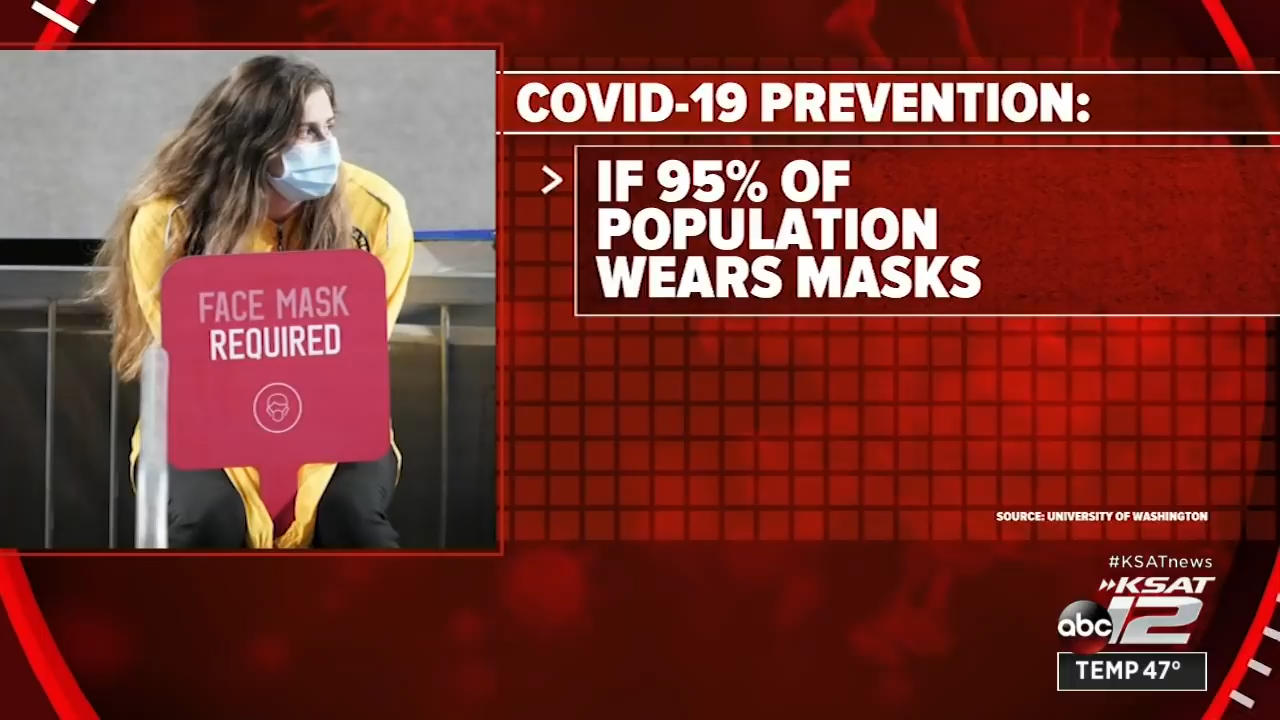 COVID-19 PREVENTION:
> IF 95% OF
POPULATION
WEARS MASKS
FACE MASK
REQUIRED
SOURCE: UNIVERSITY OF WASHINGTON
#KSATnews
KSAT
abc 12
TEMP 47°